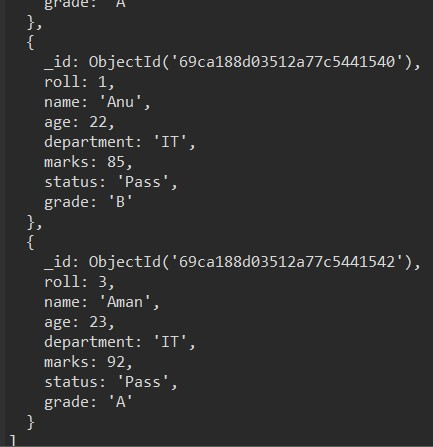 grade: 'A'
},
{
_id: ObjectId('69ca188d03512a77c5441540'),
roll: 1,
name: 'Anu',
age: 22,
department: 'IT',
marks: 85,
status: 'Pass',
grade: 'B'
},
{
_id: ObjectId('69ca188d03512a77c5441542'),
roll: 3,
name: 'Aman',
age: 23,
department: 'IT',
marks: 92,
status: 'Pass',
grade: 'A'
}
]